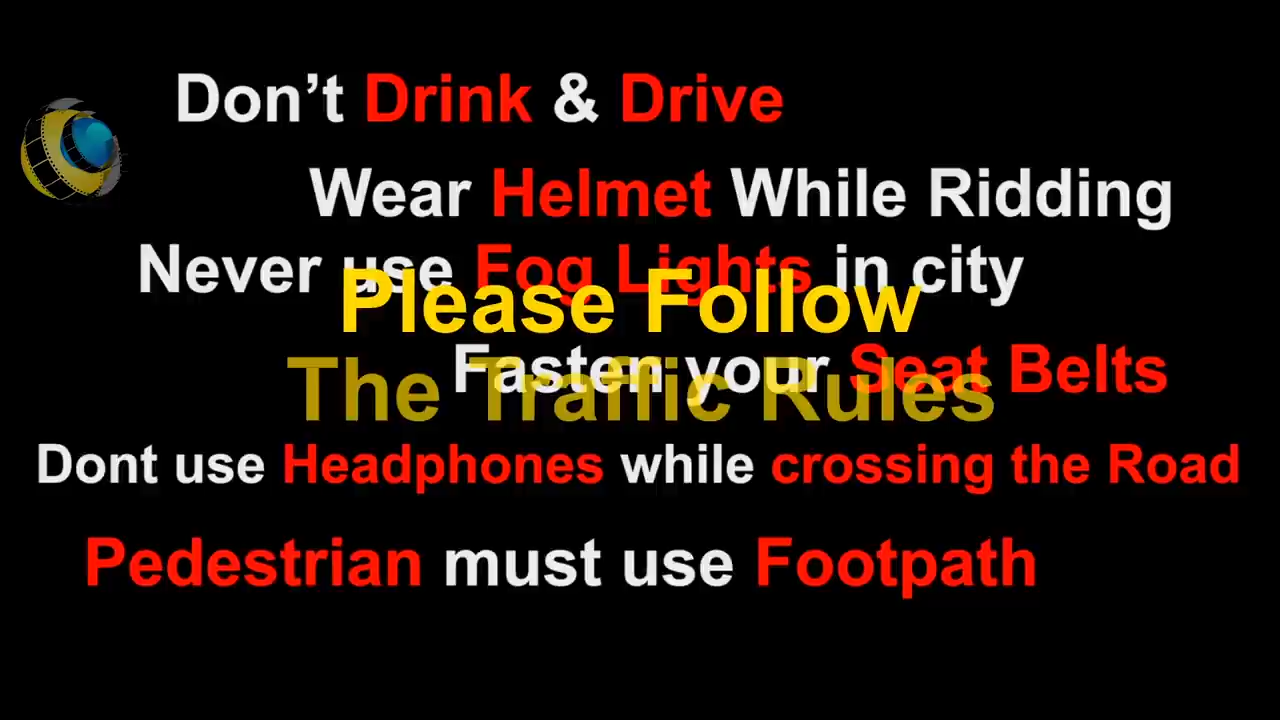 Don’t Drink & Drive
Wear Helmet While Ridding
Never use Fog Lights in city
Please Follow
Fasten your Seat Belts
The Traffic Rules
Dont use Headphones while crossing the Road
Pedestrian must use Footpath